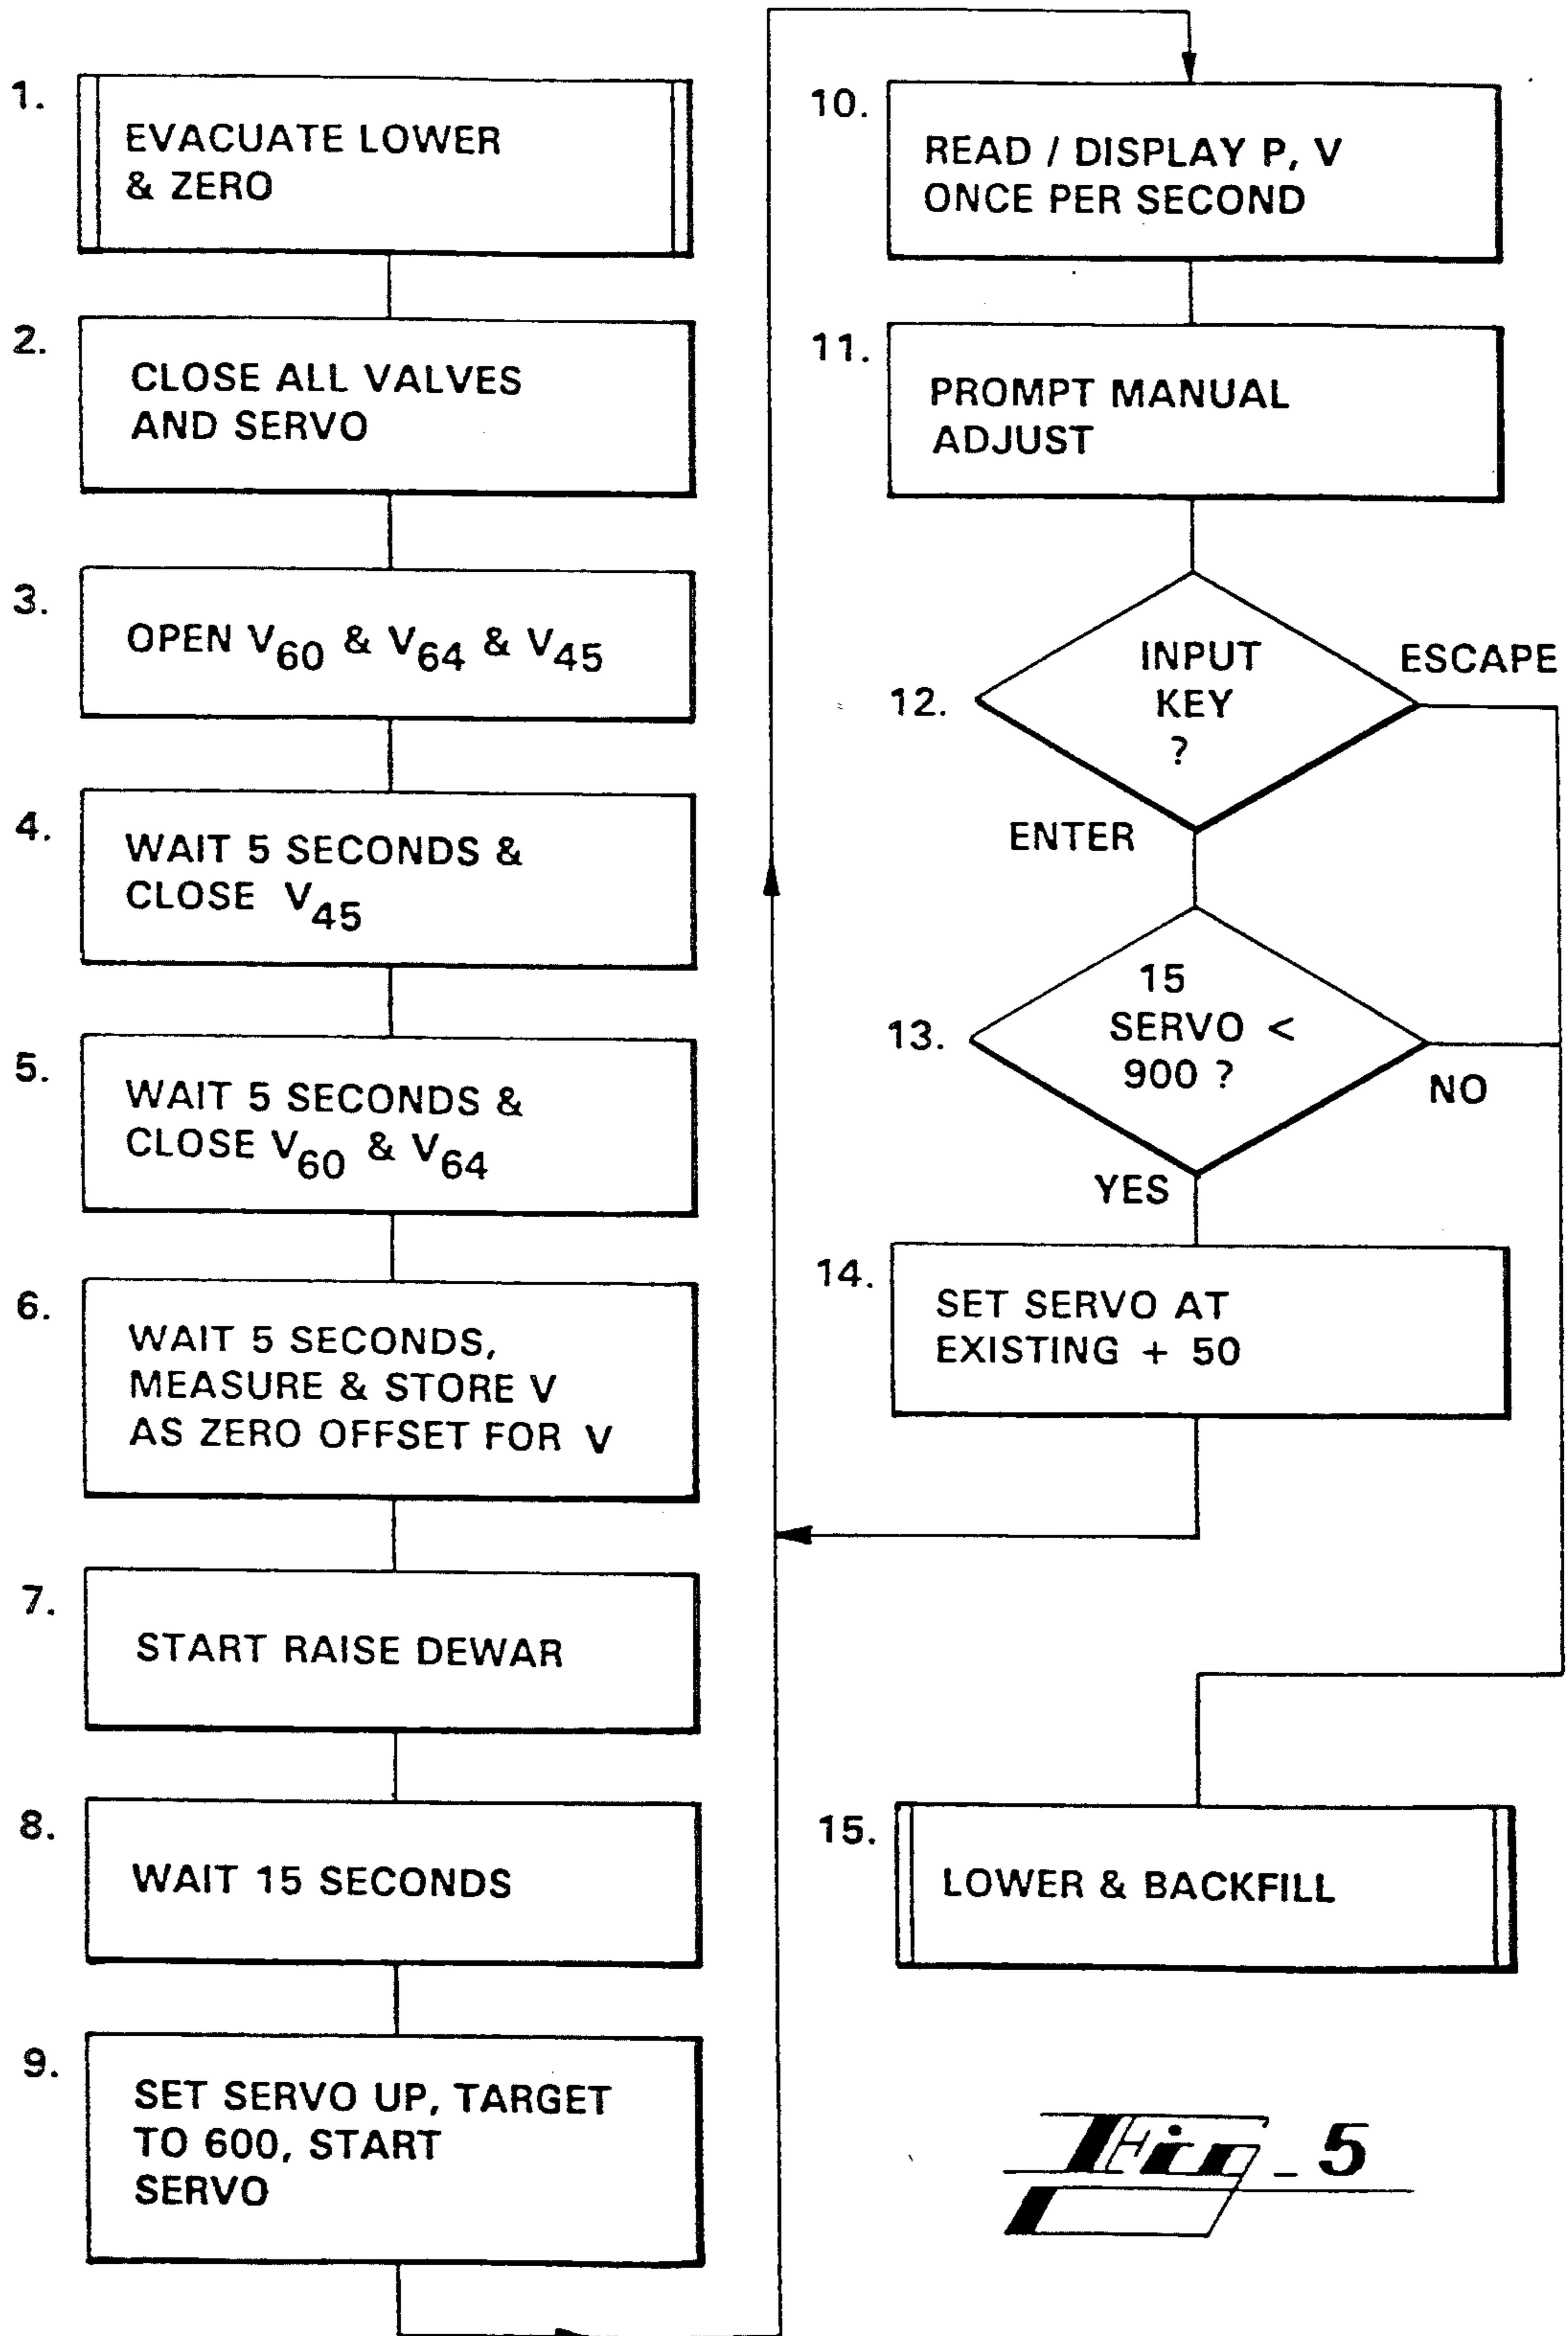 1.
EVACUATE LOWER
& ZERO
2.
CLOSE ALL VALVES
AND SERVO
3.
OPEN V60 & V64 & V45
4.
WAIT 5 SECONDS &
CLOSE V45
5.
WAIT 5 SECONDS &
CLOSE V60 & V64
6.
WAIT 5 SECONDS,
MEASURE & STORE V
AS ZERO OFFSET FOR V
7.
START RAISE DEWAR
8.
WAIT 15 SECONDS
9.
SET SERVO UP, TARGET
TO 600, START
SERVO
10.
READ / DISPLAY P, V
ONCE PER SECOND
11.
PROMPT MANUAL
ADJUST
12.
INPUT
KEY
?
ESCAPE
ENTER
13.
15
SERVO <
900 ?
NO
YES
14.
SET SERVO AT
EXISTING + 50
15.
LOWER & BACKFILL
Fig_5